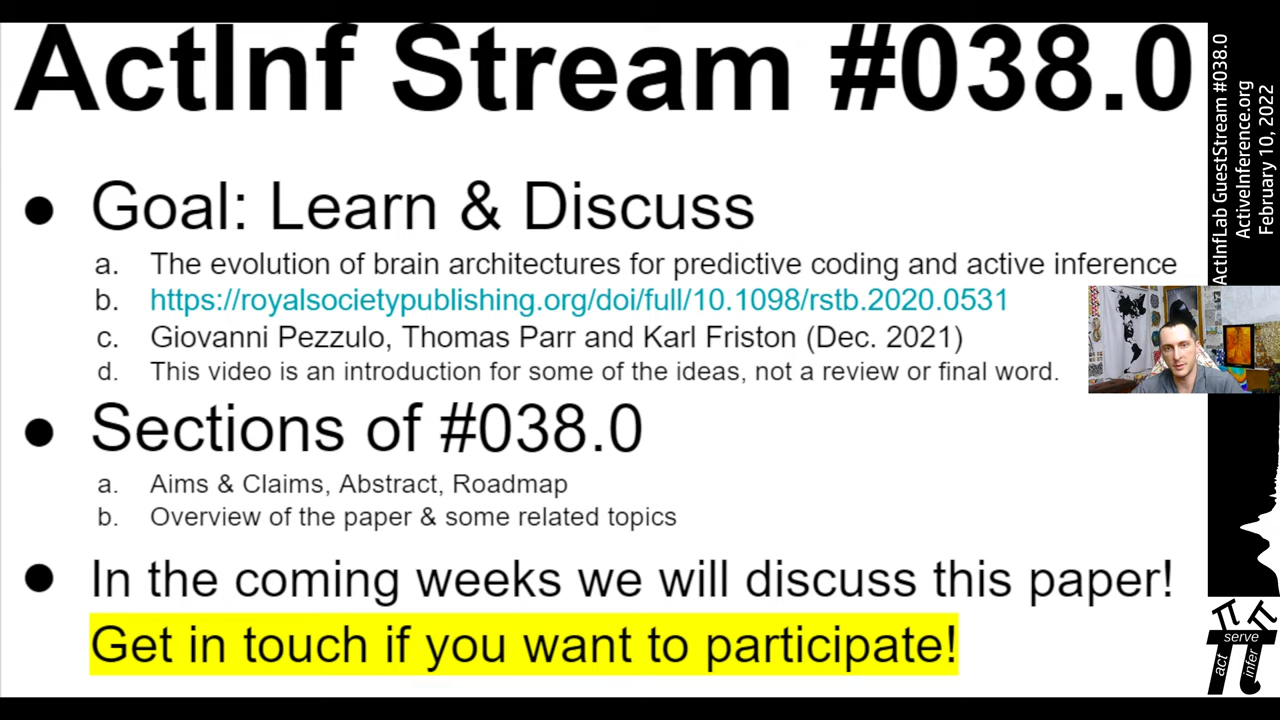 ActInf Stream #038.0
● Goal: Learn & Discuss
a. The evolution of brain architectures for predictive coding and active inference
b. https://royalsocietypublishing.org/doi/full/10.1098/rstb.2020.0531
c. Giovanni Pezzulo, Thomas Parr and Karl Friston (Dec. 2021)
d. This video is an introduction for some of the ideas, not a review or final word.
● Sections of #038.0
a. Aims & Claims, Abstract, Roadmap
b. Overview of the paper & some related topics
● In the coming weeks we will discuss this paper!
Get in touch if you want to participate!
ActInfLab GuestStream #038.0
ActiveInference.org
February 10, 2022
serve
act
infer